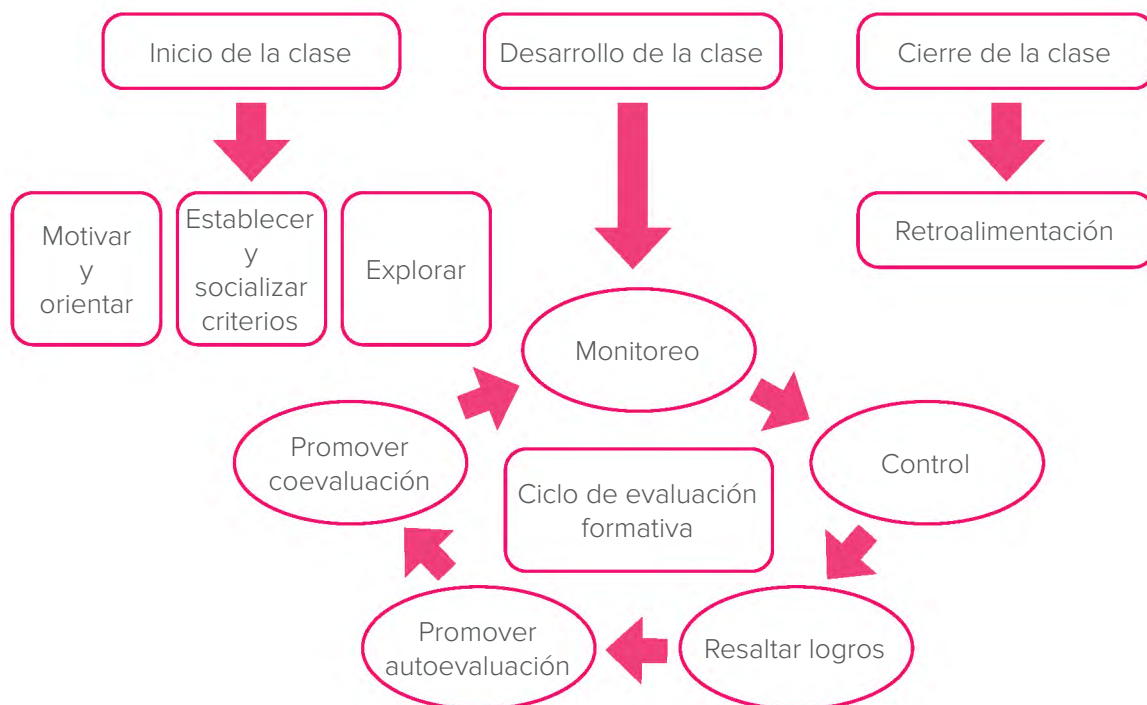 Inicio de la clase
Desarrollo de la clase
Cierre de la clase
Motivar
y
orientar
Establecer
y
socializar
criterios
Explorar
Retroalimentación
Monitoreo
Promover
coevaluación
Ciclo de evaluación
formativa
Control
Promover
autoevaluación
Resaltar logros